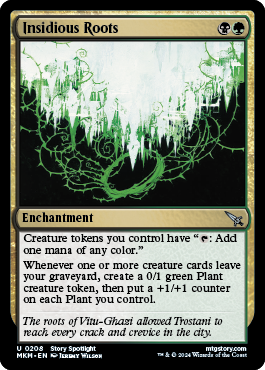 Insidious Roots
Enchantment
Creature tokens you control have “: Add
one mana of any color.”
Whenever one or more creature cards leave
your graveyard, create a 0/1 green Plant
creature token, then put a +1/+1 counter
on each Plant you control.
The roots of Vitu-Ghazi allowed Trostani to
reach every crack and crevice in the city.
U 0208 Story Spotlight mtgstory.com
MKM • EN Jeremy Wilson ™ & © 2024 Wizards of the Coast